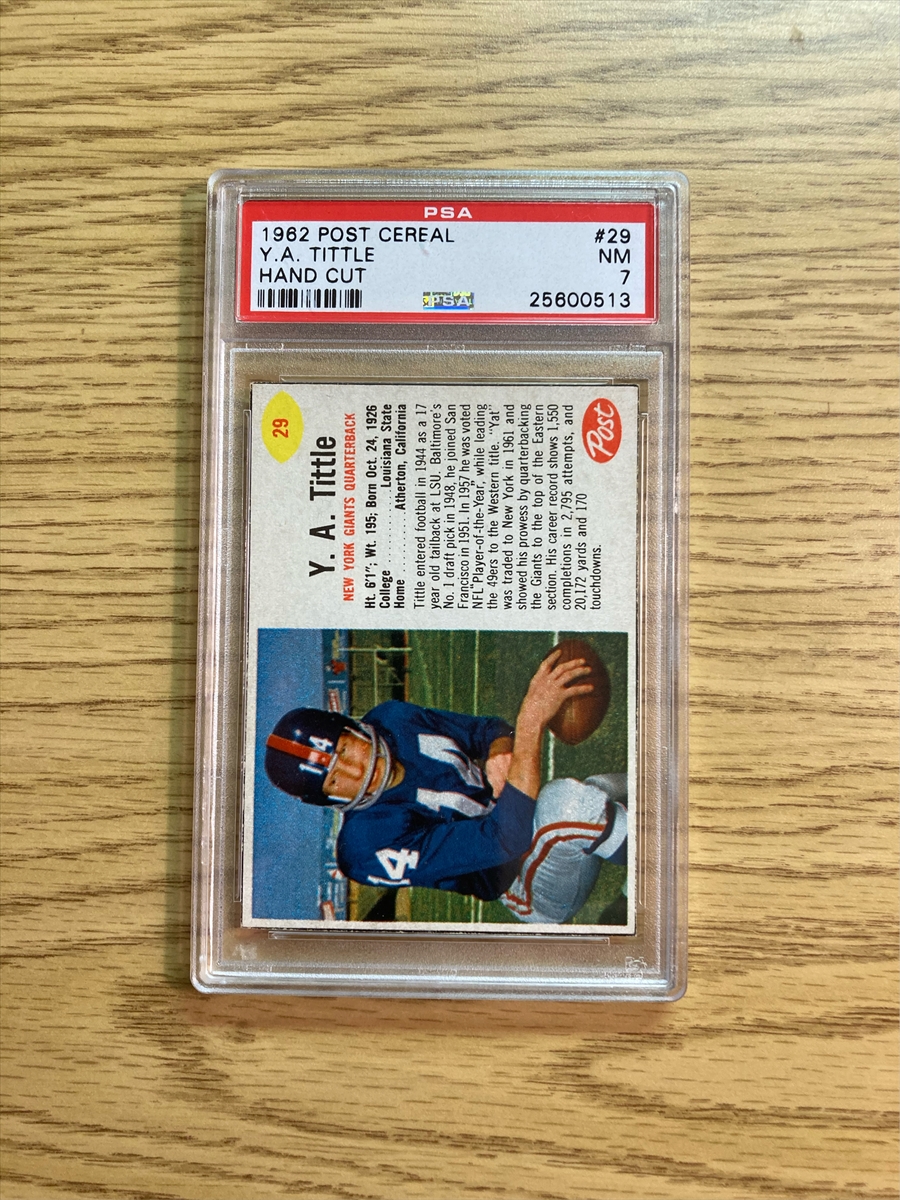 PSA
1962 POST CEREAL #29
Y.A. TITTLE NM
HAND CUT 7
PSA 25600513
29
Y. A. Tittle
NEW YORK GIANTS QUARTERBACK
Ht. 6'1"; Wt. 195; Born Oct. 24, 1926
College ............ Louisiana State
Home .......... Atherton, California
Tittle entered football in 1944 as a 17
year old tailback at LSU. Baltimore's
No. 1 draft pick in 1948, he joined San
Francisco in 1951. In 1957 he was voted
NFL "Player-of-the-Year", while leading
the 49ers to the Western title. "Yat"
was traded to New York in 1961 and
showed his prowess by quarterbacking
the Giants to the top of the Eastern
section. His career record shows 1,550
completions in 2,795 attempts, and
20,172 yards and 170
touchdowns.
Post
14
14
14